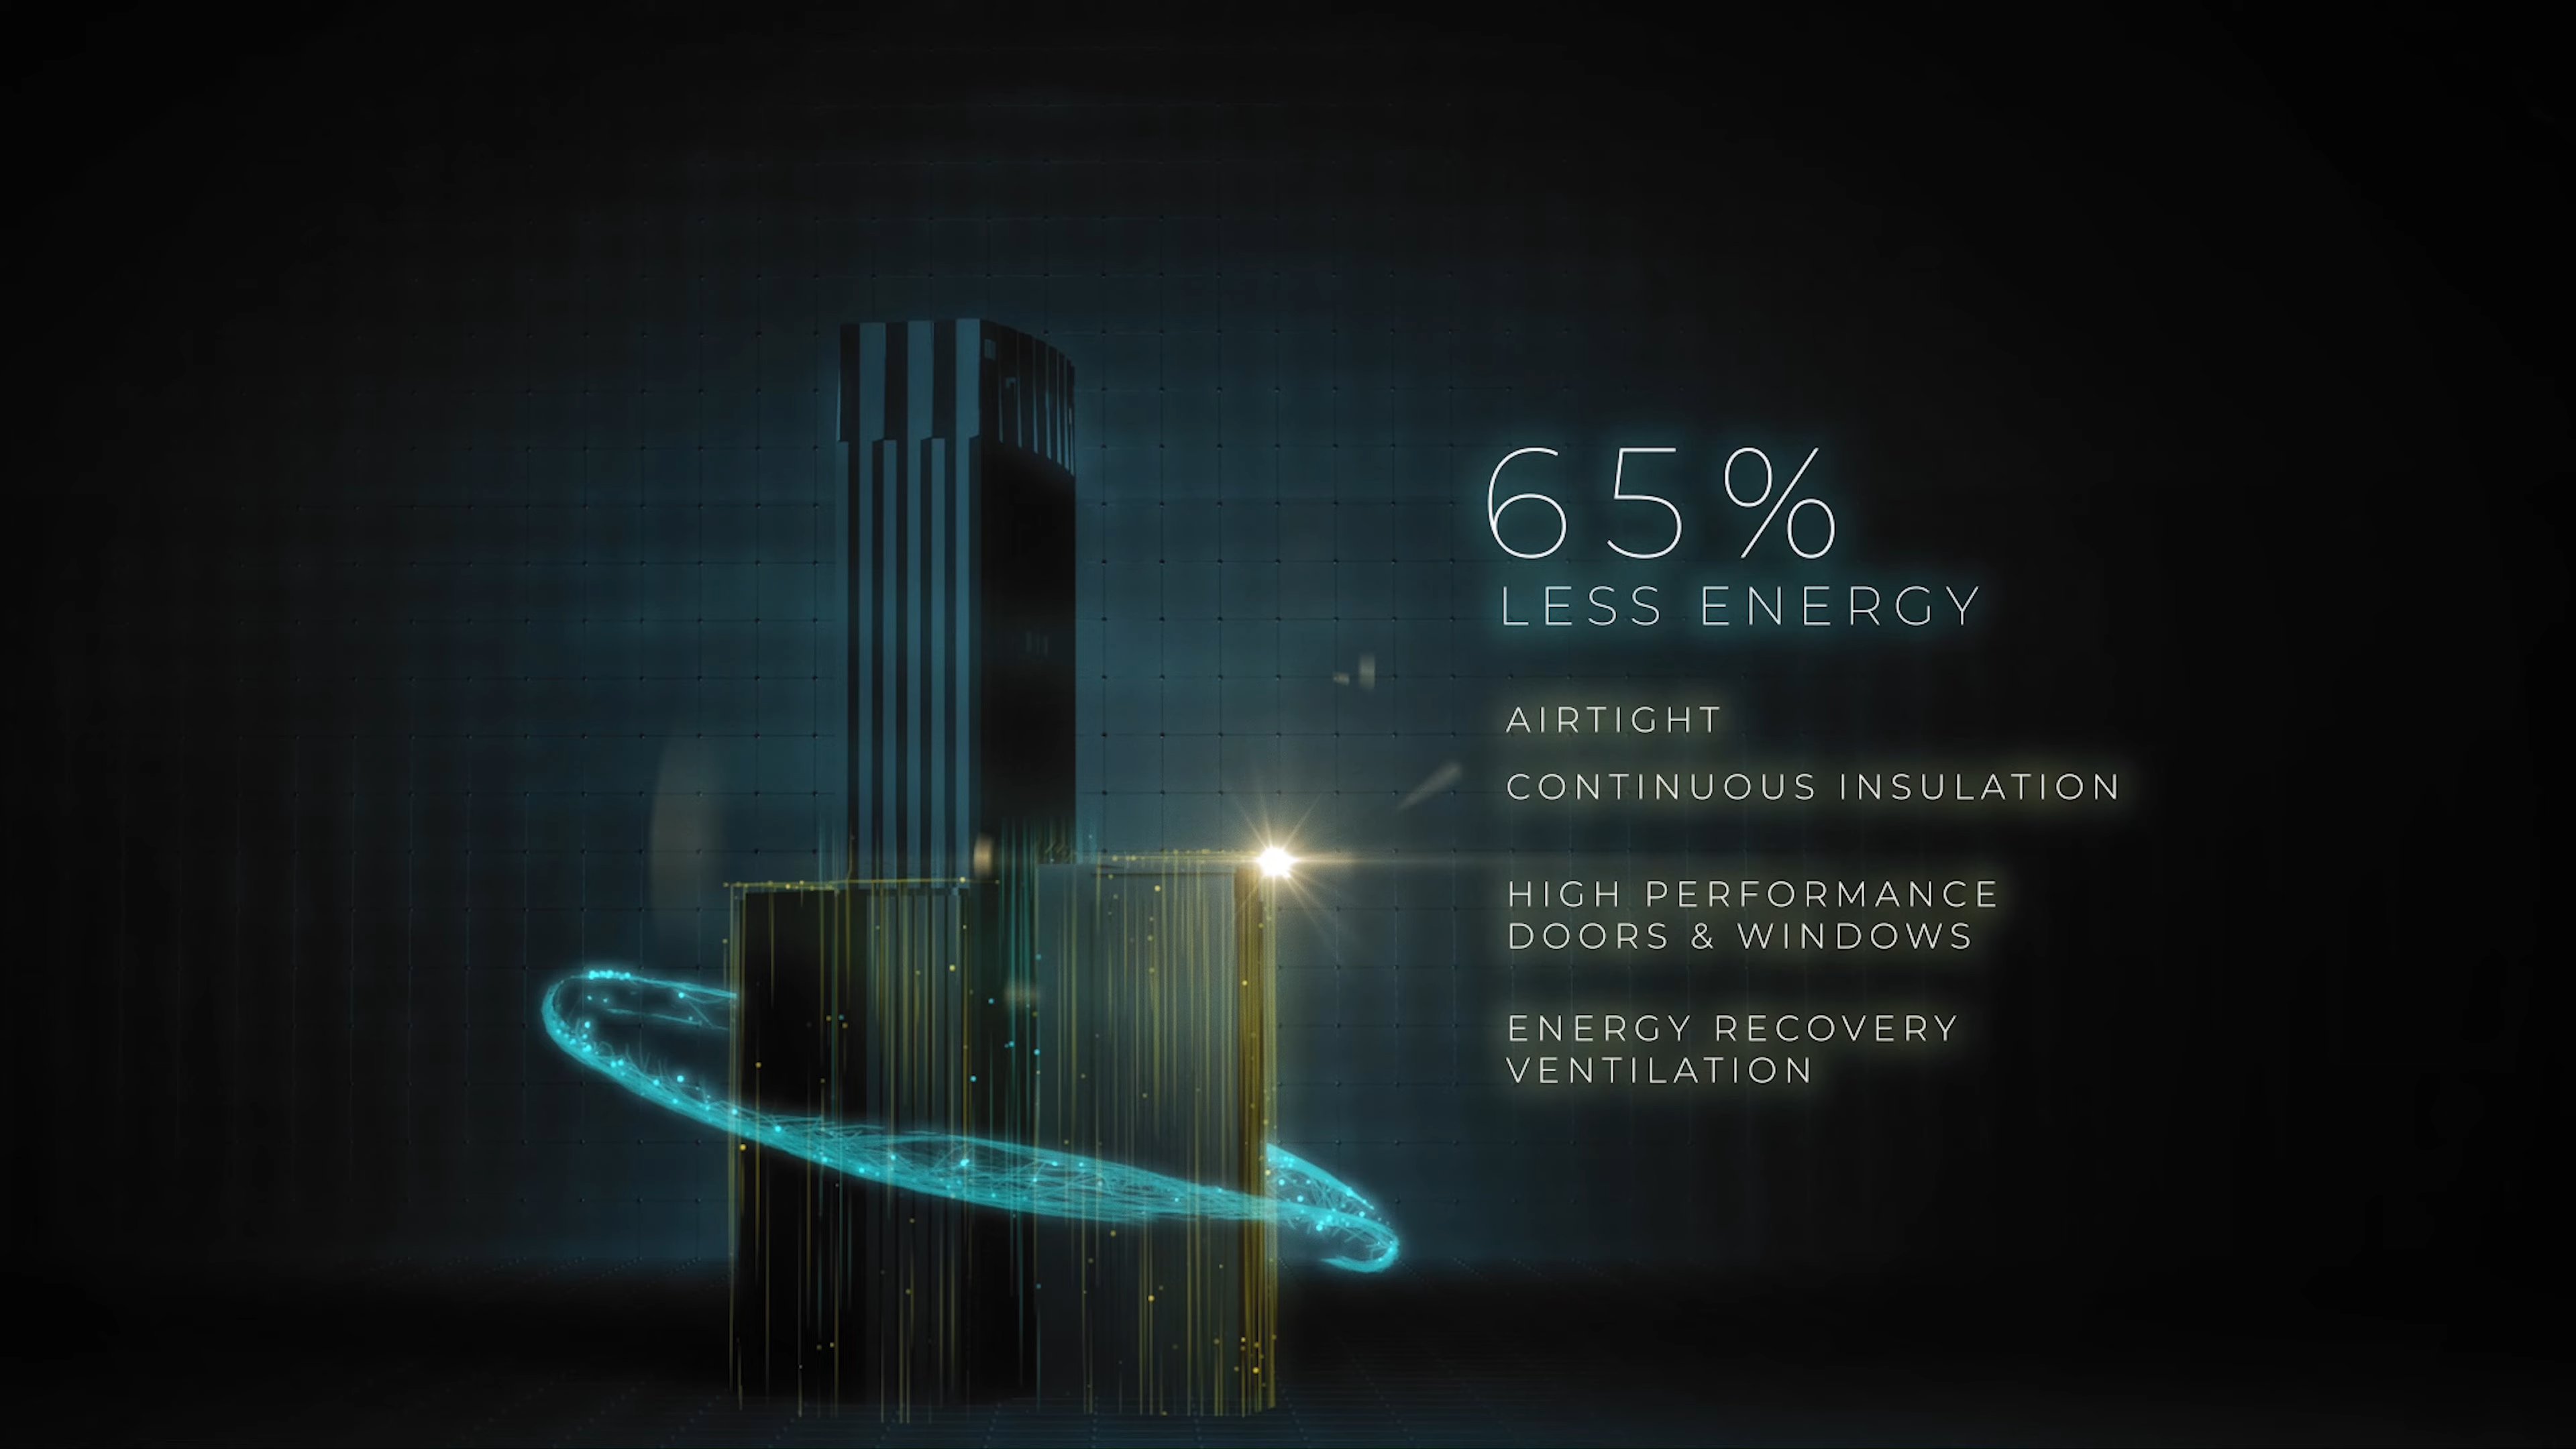 65%
LESS ENERGY
AIRTIGHT
CONTINUOUS INSULATION
HIGH PERFORMANCE
DOORS & WINDOWS
ENERGY RECOVERY
VENTILATION